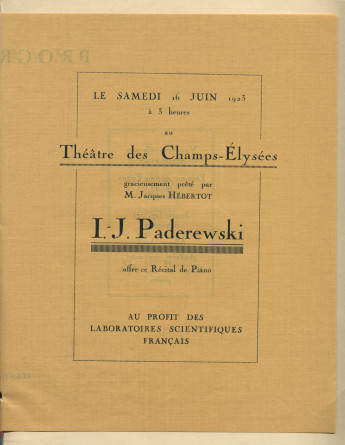 LE SAMEDI 16 JUIN 1923
à 3 heures
au
Théâtre des Champs-Élysées
gracieusement prêté par
M. Jacques HÉBERTOT
I.-J. Paderewski
offre ce Récital de Piano
AU PROFIT DES
LABORATOIRES SCIENTIFIQUES
FRANÇAIS